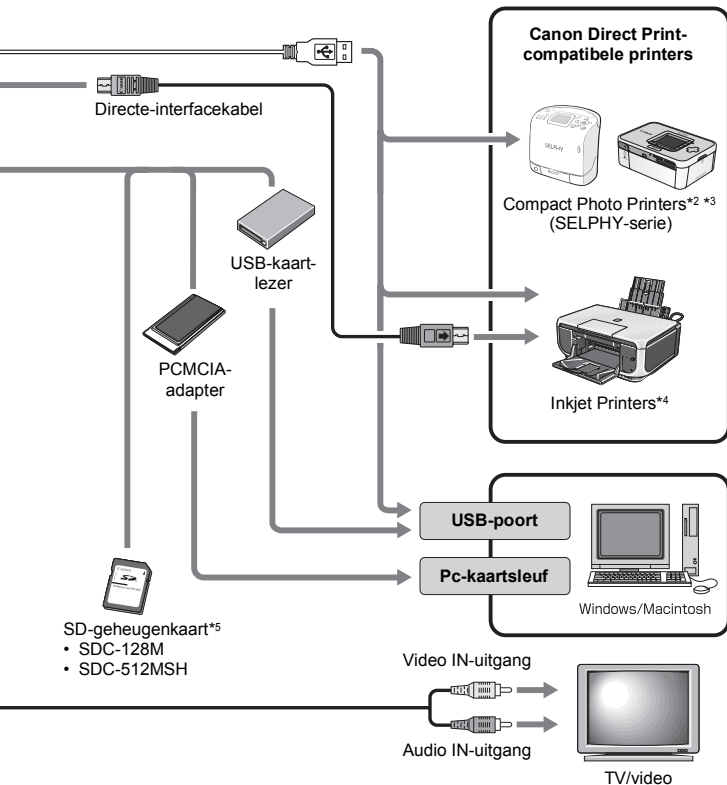 Canon Direct Print-
compatibele printers
Directe-interfacekabel
SELPHY
Compact Photo Printers*2 *3
(SELPHY-serie)
USB-kaart-
lezer
PCMCIA-
adapter
Inkjet Printers*4
USB-poort
Pc-kaartsleuf
Windows/Macintosh
SD-geheugenkaart*5
• SDC-128M
• SDC-512MSH
Video IN-uitgang
Audio IN-uitgang
TV/video